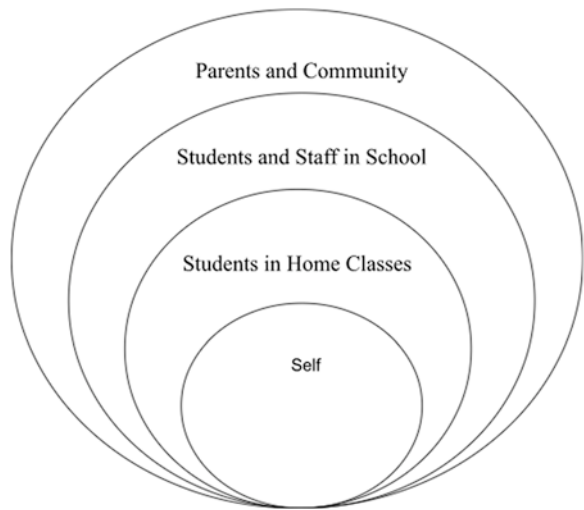 Parents and Community
Students and Staff in School
Students in Home Classes
Self